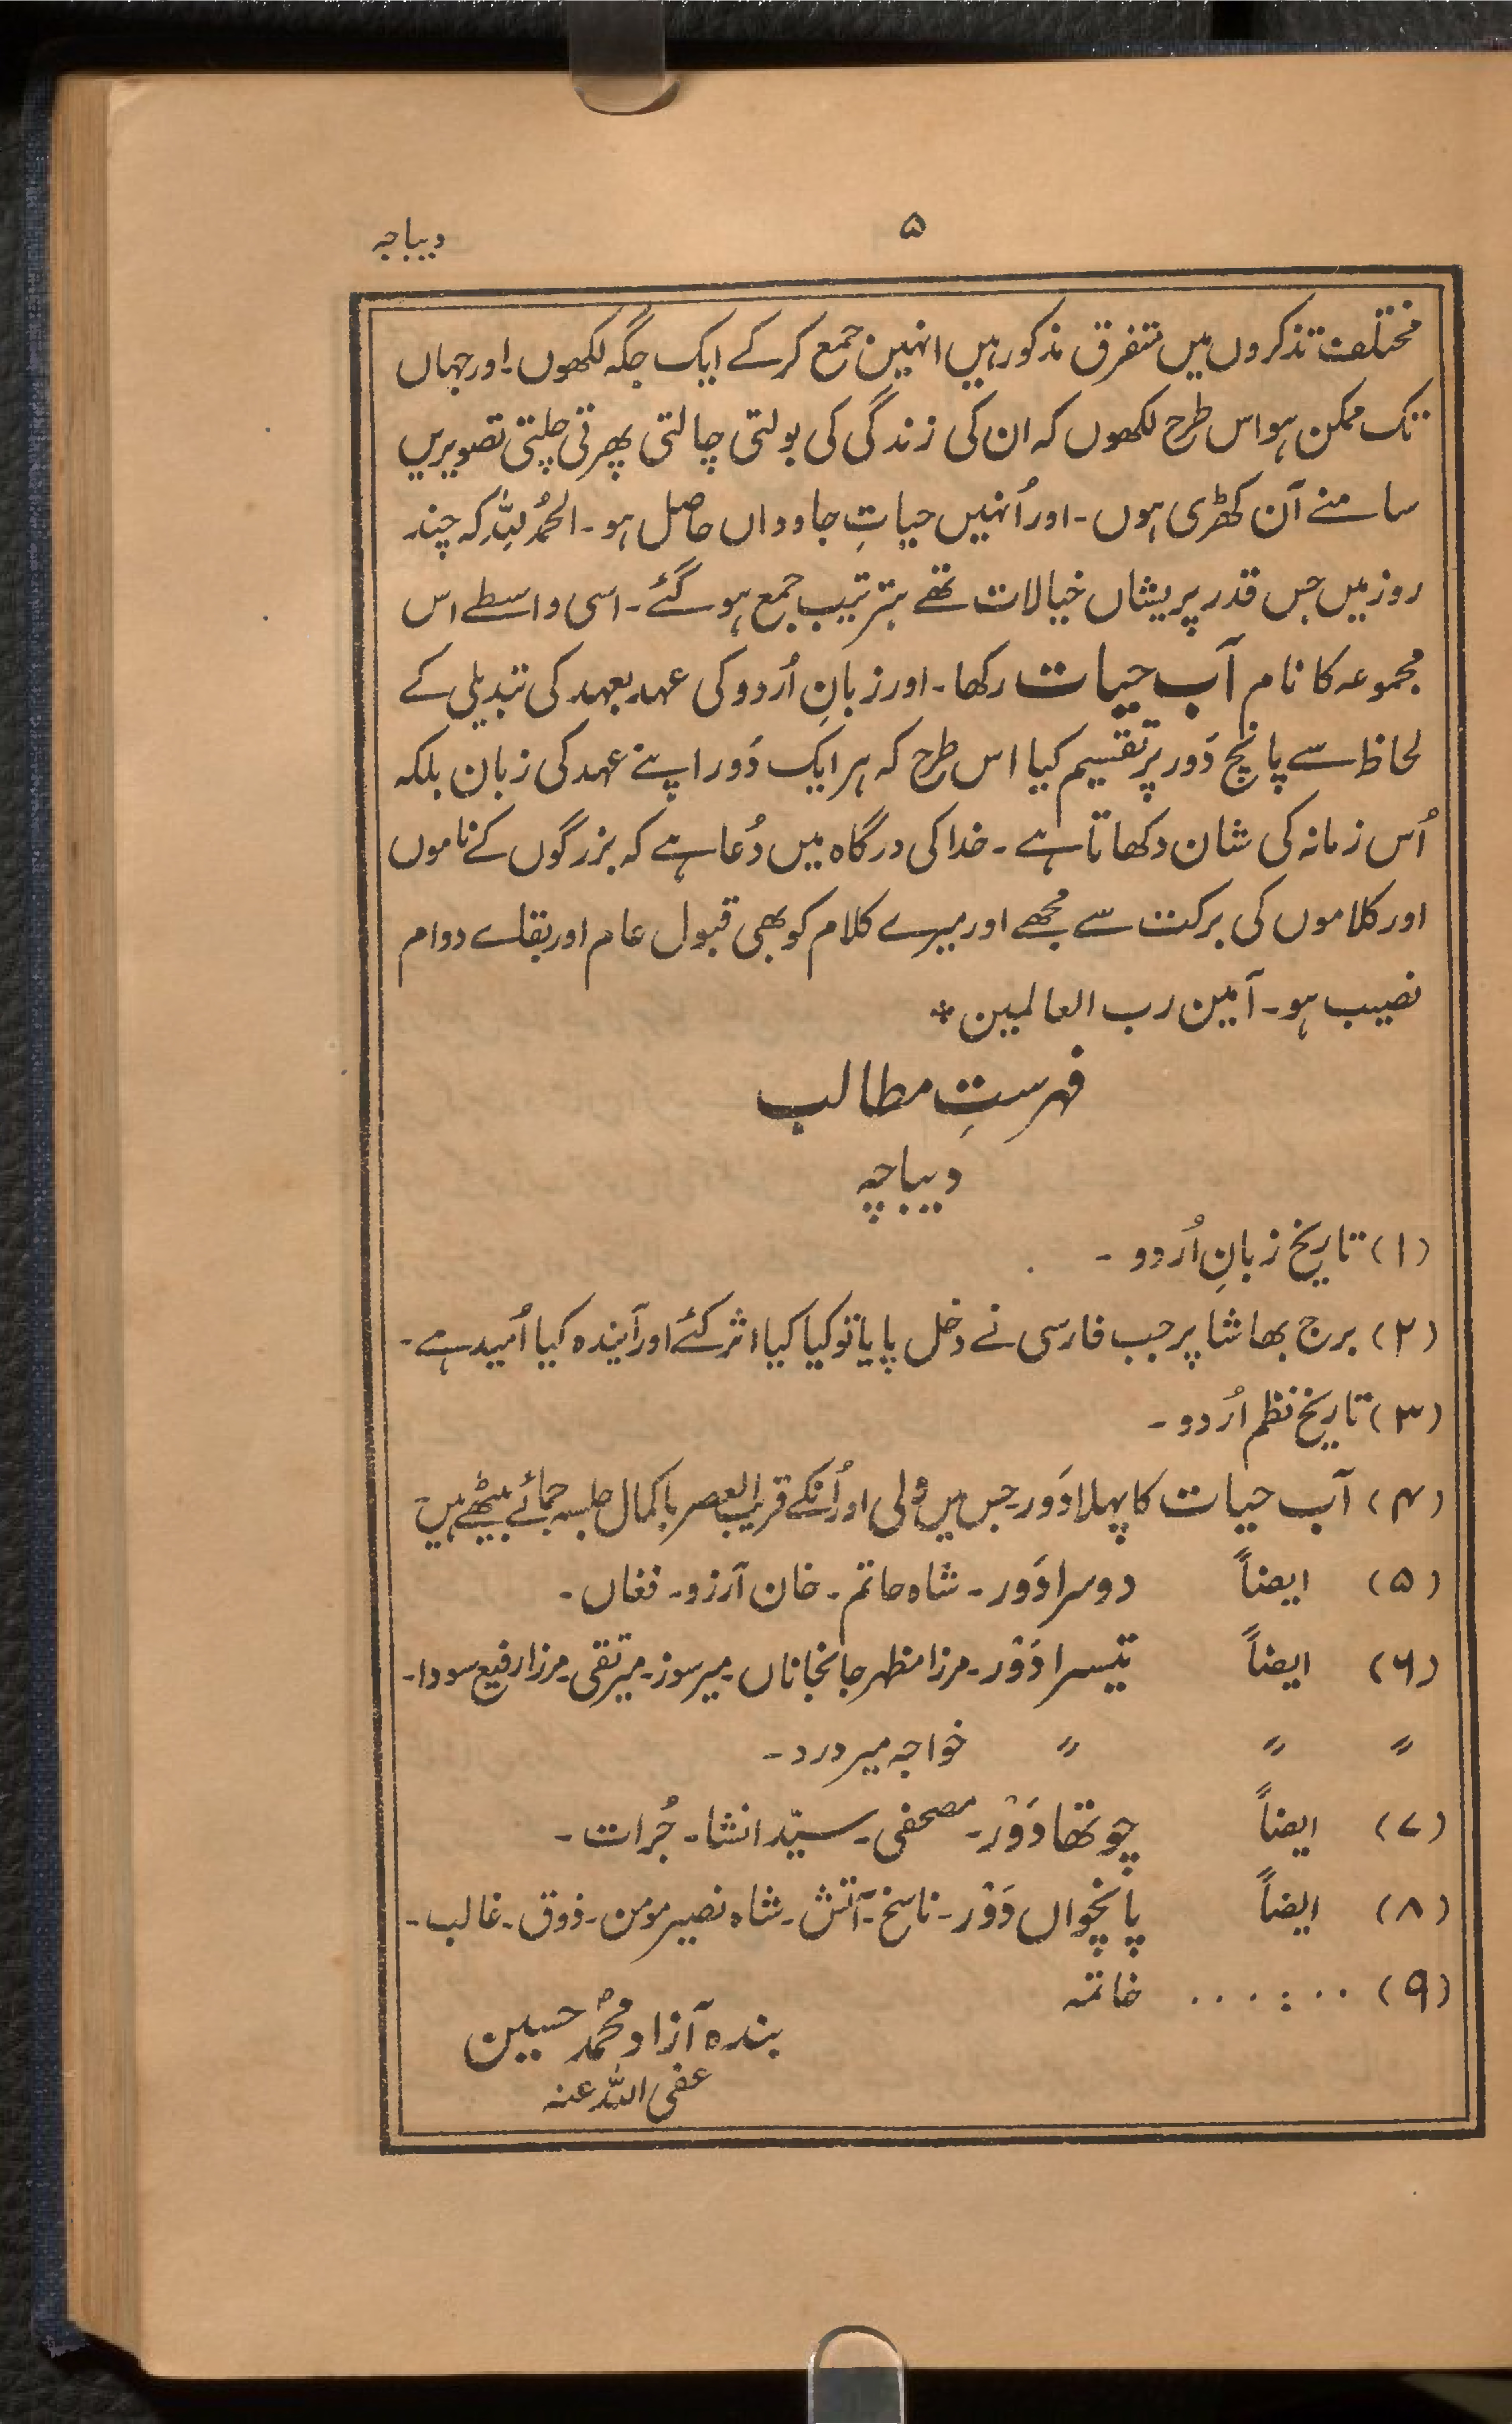 ۵
دیباچہ
مختلف تذکروں میں متفرق مذکور ہیں انہیں جمع کر کے ایک جگہ لکھوں۔ اور جہاں
تک ممکن ہو اس طرح لکھوں کہ ان کی زندگی کی بولتی چالتی پھرتی چلتی تصویریں
سامنے آن کھڑی ہوں۔ اور اُنہیں حیاتِ جاوداں حاصل ہو۔ الحمدُ لِلّٰہ کہ چند
روز میں جس قدر پریشان خیالات تھے بترتیب جمع ہو گئے۔ اسی واسطے اس
مجموعہ کا نام آب حیات رکھا۔ اور زبانِ اُردو کی عہد بعہد کی تبدیلی کے
لحاظ سے پانچ دَور پر تقسیم کیا اس طرح کہ ہر ایک دَور اپنے عہد کی زبان بلکہ
اُس زمانہ کی شان دکھاتا ہے۔ خدا کی درگاہ میں دُعا ہے کہ بزرگوں کے ناموں
اور کلاموں کی برکت سے مجھے اور میرے کلام کو بھی قبول عام اور بقاے دوام
نصیب ہو۔ آمین رب العالمین *
فہرستِ مطالب
دیباچہ
(۱) تاریخ زبانِ اُردو ۔
(۲) برج بھاشا پر جب فارسی نے دخل پایا تو کیا کیا اثر کئے اور آیندہ کیا اُمید ہے۔
(۳) تاریخ نظم اُردو ۔
(۴) آب حیات کا پہلا دَور۔ جس میں ولی اور اُنکے قریب العصر باکمال جلسہ جمائے بیٹھے ہیں
(۵) ایضاً دوسرا دَور۔ شاہ حاتم۔ خان آرزو۔ فغاں۔
(۶) ایضاً تیسرا دَوْر۔ مرزا مظہر جانجاناں۔ میر سوز۔ میر تقی۔ مرزا رفیع سودا۔
〃 〃 〃 خواجہ میر درد ۔
(۷) ایضاً چوتھا دَوْر۔ مصحفی۔ سیّد انشا۔ جُرات۔
(۸) ایضاً پانچواں دَوْر۔ ناسخ۔ آتش۔ شاہ نصیر۔ مومن۔ ذوق۔ غالب۔
(۹) . . . . . . . خاتمہ
بندہ آزاد محمد حسین
عفی اللہ عنہ